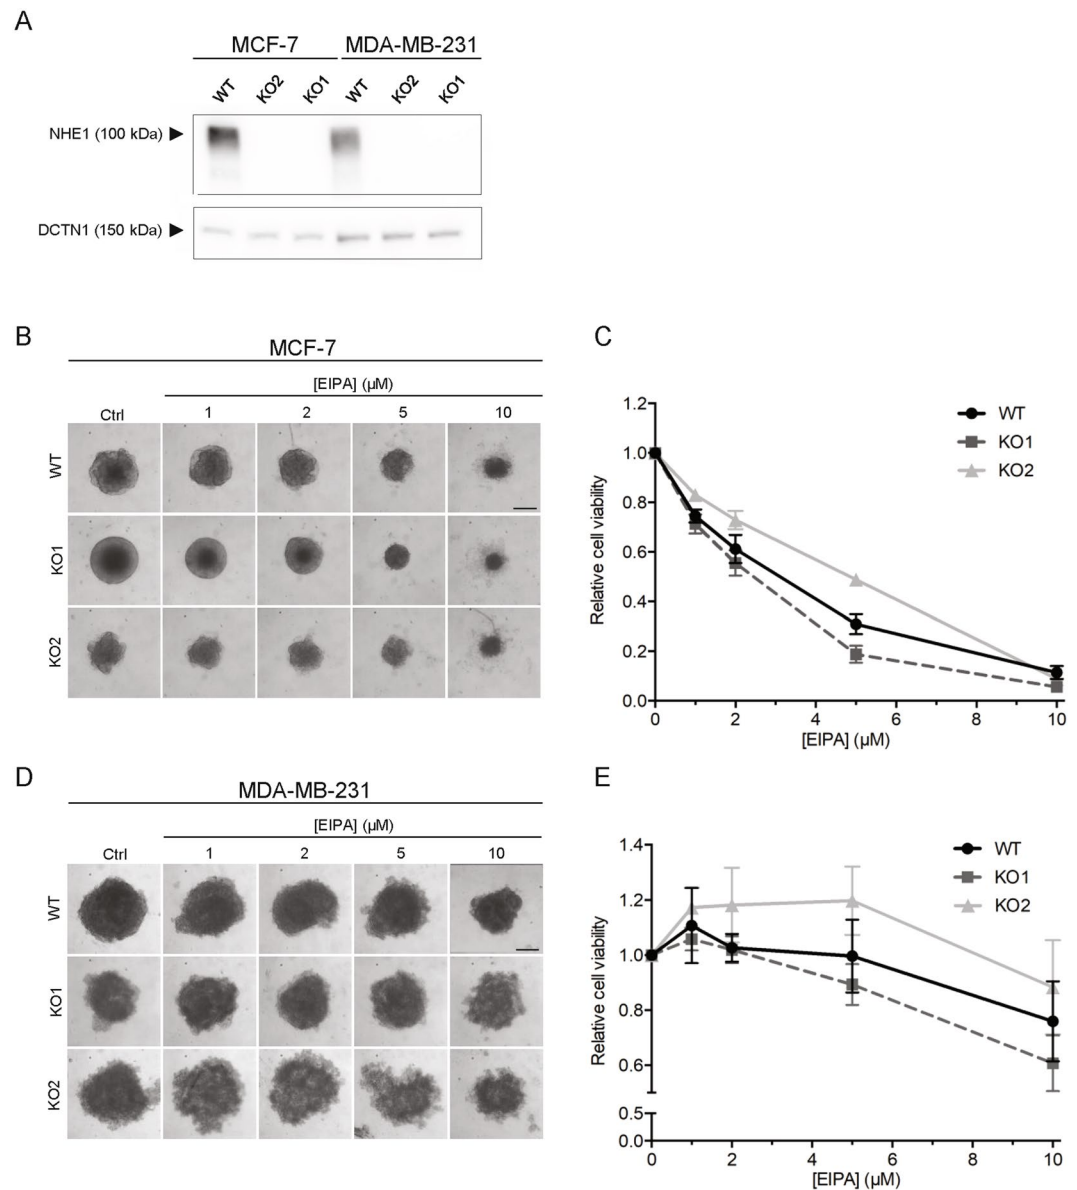 A
MCF-7 MDA-MB-231
WT KO2 KO1 WT KO2 KO1
NHE1 (100 kDa)
DCTN1 (150 kDa)
B
MCF-7
[EIPA] (µM)
Ctrl 1 2 5 10
WT
KO1
KO2
C
WT
KO1
KO2
1.2
1.0
0.8
0.6
0.4
0.2
0.0
Relative cell viability
0 2 4 6 8 10
[EIPA] (µM)
D
MDA-MB-231
[EIPA] (µM)
Ctrl 1 2 5 10
WT
KO1
KO2
E
WT
KO1
KO2
1.4
1.2
1.0
0.8
0.6
0.5
0.0
Relative cell viability
0 2 4 6 8 10
[EIPA] (µM)